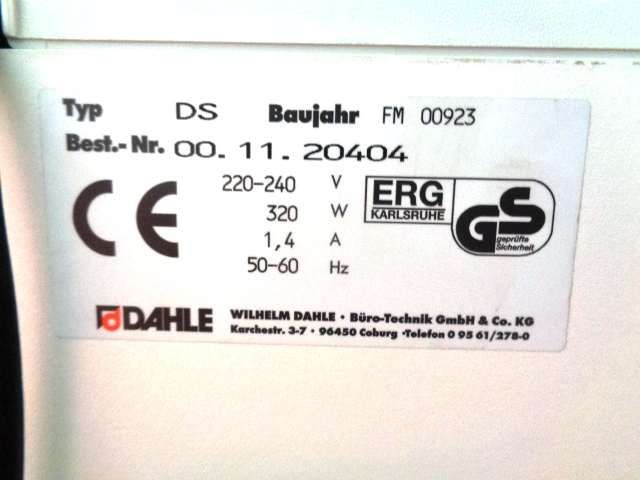 Typ DS Baujahr FM 00923
Best.-Nr. 00.11.20404
CE
220-240 V
320 W
1,4 A
50-60 Hz
ERG
KARLSRUHE
GS
geprüfte
Sicherheit
DAHLE
WILHELM DAHLE · Büro-Technik GmbH & Co. KG
Karchestr. 3-7 · 96450 Coburg ·Telefon 0 95 61/278-0